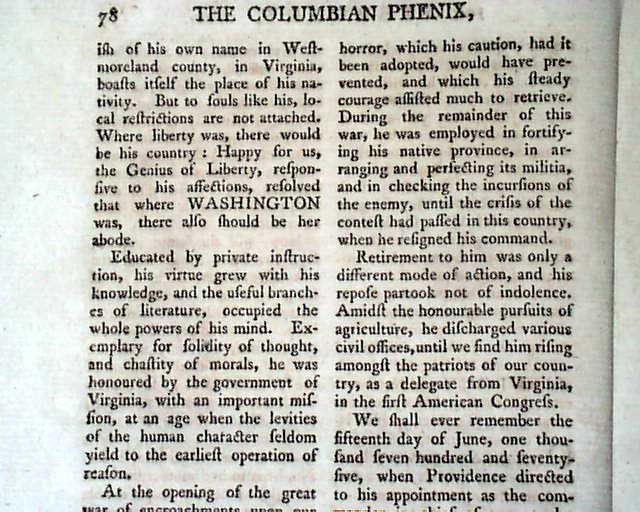 78
THE COLUMBIAN PHENIX,
iſh of his own name in Weſt-
moreland county, in Virginia,
boaſts itſelf the place of his na-
tivity. But to ſouls like his, lo-
cal reſtrictions are not attached.
Where liberty was, there would
be his country : Happy for us,
the Genius of Liberty, reſpon-
ſive to his affections, reſolved
that where WASHINGTON
was, there alſo ſhould be her
abode.
Educated by private inſtruc-
tion, his virtue grew with his
knowledge, and the uſeful branch-
es of literature, occupied the
whole powers of his mind. Ex-
emplary for ſolidity of thought,
and chaſtity of morals, he was
honoured by the government of
Virginia, with an important miſ-
ſion, at an age when the levities
of the human character ſeldom
yield to the earlieſt operation of
reaſon.
At the opening of the great
war of encroachments upon our
horror, which his caution, had it
been adopted, would have pre-
vented, and which his ſteady
courage aſſiſted much to retrieve.
During the remainder of this
war, he was employed in fortify-
ing his native province, in ar-
ranging and perfecting its militia,
and in checking the incurſions of
the enemy, until the criſis of the
conteſt had paſſed in this country,
when he reſigned his command.
Retirement to him was only a
different mode of action, and his
repoſe partook not of indolence.
Amidſt the honourable purſuits of
agriculture, he diſcharged various
civil offices, until we find him riſing
amongſt the patriots of our coun-
try, as a delegate from Virginia,
in the firſt American Congreſs.
We ſhall ever remember the
fifteenth day of June, one thou-
ſand ſeven hundred and ſeventy-
five, when Providence directed
to his appointment as the com-